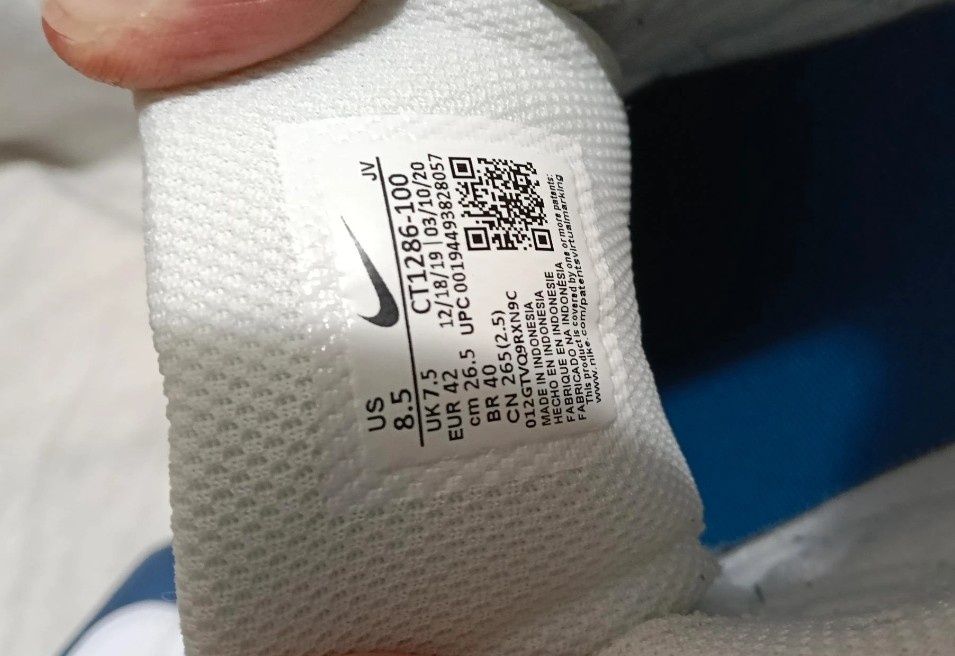 JV
US
8.5 CT1286-100
UK 7.5 12/18/19 | 03/10/20
EUR 42 UPC 00194493828057
cm 26.5
BR 40
CN 265(2.5)
012GTVQ9RXN9C
MADE IN INDONESIA
HECHO EN INDONESIA
FABRIQUE EN INDONESIE
FABRICADO NA INDONÉSIA
This product is covered by one or more patents:
www.nike.com/patentsvirtualmarking